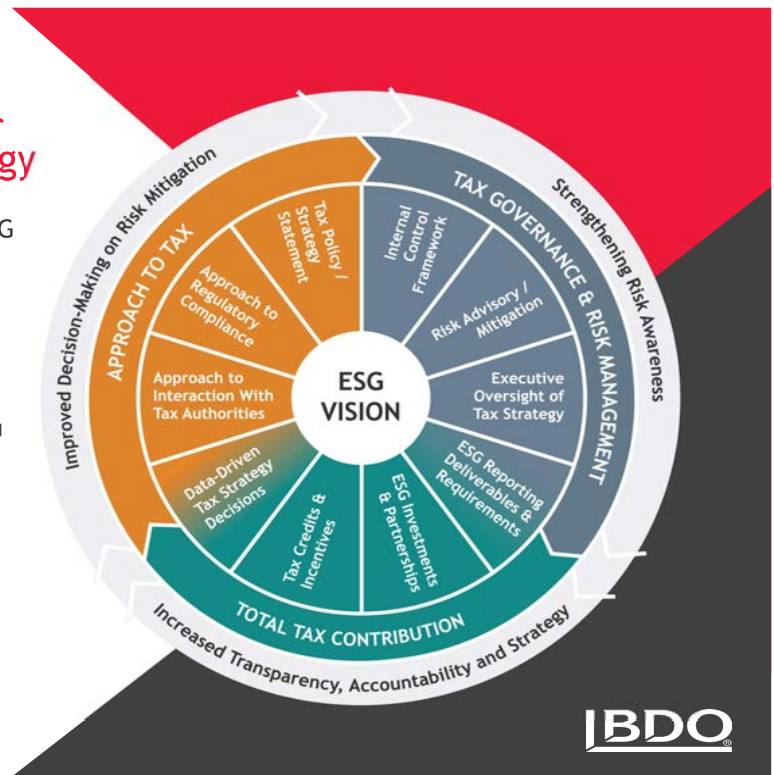 gy
G
Improved Decision-Making on Risk Mitigation
Strengthening Risk Awareness
Increased Transparency, Accountability and Strategy
APPROACH TO TAX
TAX GOVERNANCE & RISK MANAGEMENT
TOTAL TAX CONTRIBUTION
Tax Policy /
Strategy
Statement
Internal
Control
Framework
Approach to
Regulatory
Compliance
Risk Advisory /
Mitigation
Approach to
Interaction With
Tax Authorities
ESG
VISION
Executive
Oversight of
Tax Strategy
Data-Driven
Tax Strategy
Decisions
ESG Reporting
Deliverables &
Requirements
Tax Credits &
Incentives
ESG Investments
& Partnerships
BDO
®